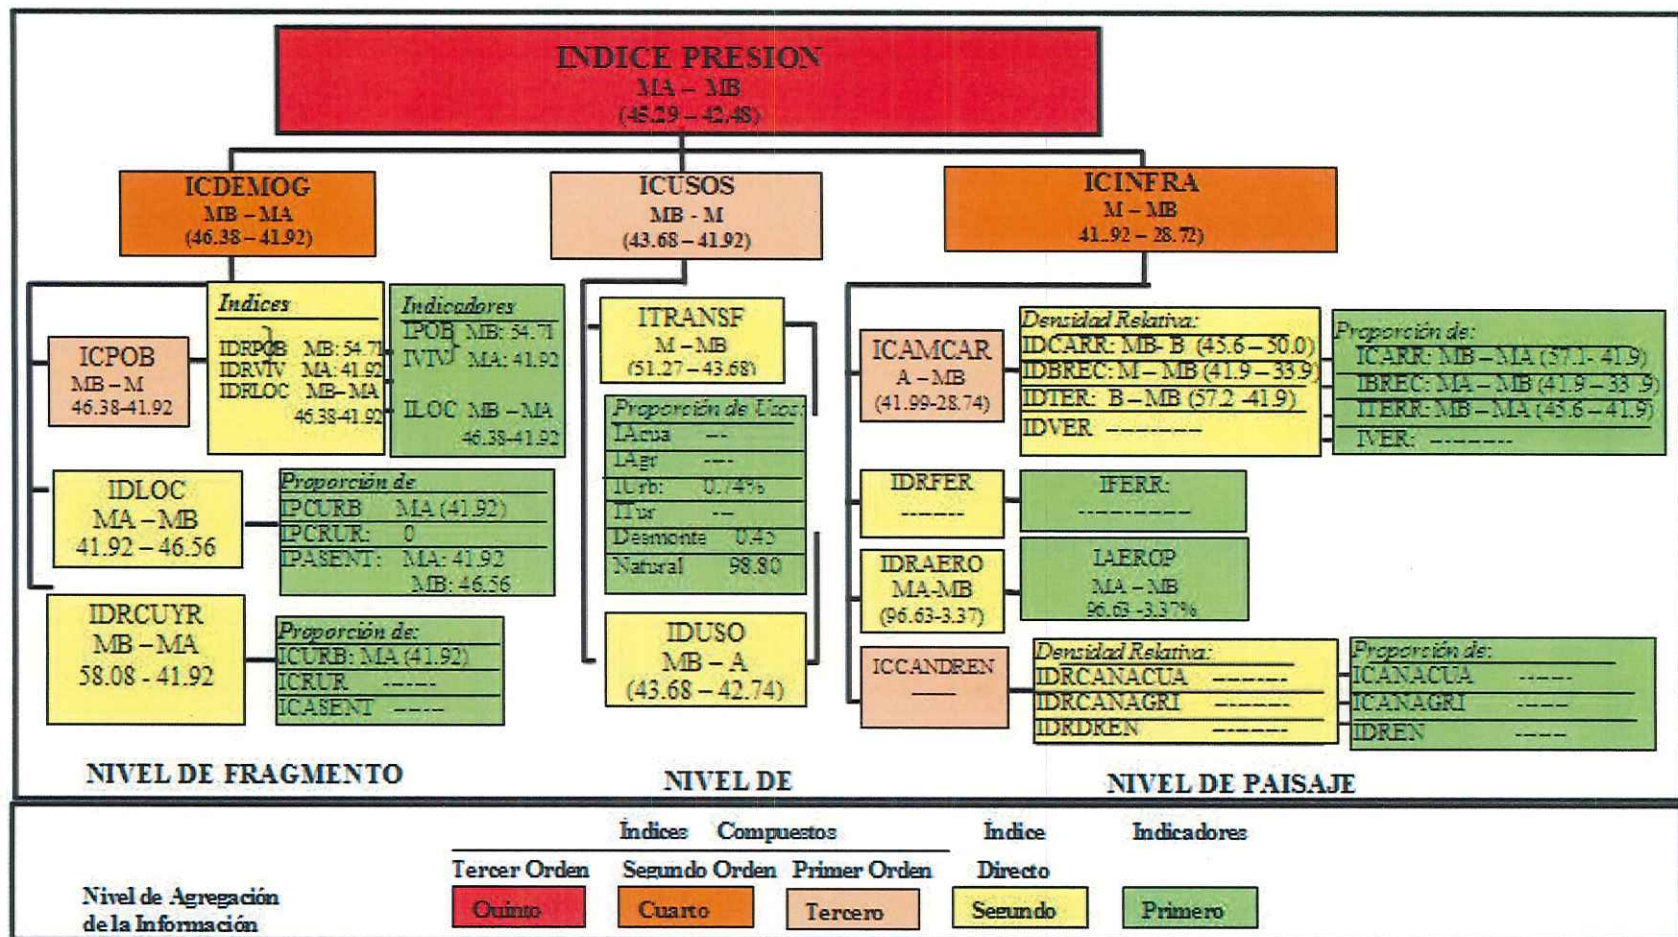 INDICE PRESION
MA – MB
(45.29 – 42.48)
ICDEMOG
MB – MA
(46.38 – 41.92)
ICUSOS
MB - M
(43.68 – 41.92)
ICINFRA
M – MB
41..92 – 28.72)
ICPOB
MB – M
46.38-41.92
Indices
IDRPOB MB: 54.71
IDRVIV MA: 41.92
IDRLOC MB– MA
46.38-41.92
Indicadores
IPOB MB: 54.71
IVIV MA: 41.92
ILOC MB – MA
46.38-41.92
IDLOC
MA – MB
41.92 – 46.56
Proporción de
IPCURB MA (41.92)
IPCRUR: 0
IPASENT: MA: 41.92
MB: 46.56
IDRCUYR
MB – MA
58.08 - 41.92
Proporción de:
ICURB: MA (41.92)
ICRUR ------
ICASENT -----
NIVEL DE FRAGMENTO
ITRANSF
M – MB
(51.27 – 43.68)
Proporción de Usos:
IAcua ---
IAgr ----
IUrb: 0.74%
ITur ---
Desmonte 0.45
Natural 98.80
IDUSO
MB – A
(43.68 – 42.74)
NIVEL DE
ICAMCAR
A – MB
(41.99-28.74)
Densidad Relativa:
IDCARR: MB- B (45.6 – 50.0)
IDBREC: M – MB (41.9 – 33.9)
IDTER: B – MB (57.2 -41.9)
IDVER ---------
Proporción de:
ICARR: MB – MA (57.1- 41.9)
IBREC: MA – MB (41.9 – 33 .9)
ITERR: MB – MA (45.6 – 41.9)
IVER: ---------
IDRFER
-------
IFERR:
-----------
IDRAERO
MA-MB
(96.63-3.37)
IAEROP
MA – MB
96.63 -3.37%
ICCANDREN
----
Densidad Relativa:
IDRCANACUA --------
IDRCANAGRI --------
IDRDREN --------
Proporción de:
ICANACUA ------
ICANAGRI ------
IDREN ------
NIVEL DE PAISAJE
Índices Compuestos Índice Indicadores
Tercer Orden Segundo Orden Primer Orden Directo
Nivel de Agregación
de la Información
Quinto Cuarto Tercero Segundo Primero